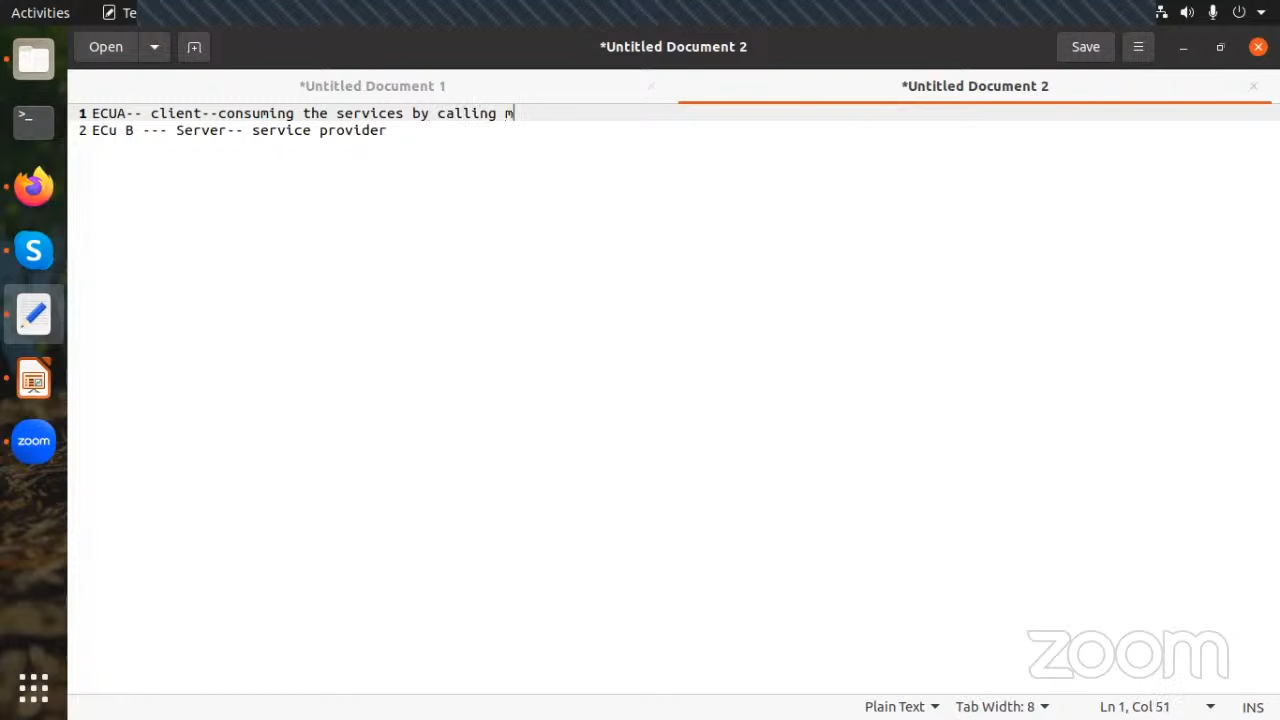 Activities
Te
Open
*Untitled Document 2
Save
*Untitled Document 1
*Untitled Document 2
1 ECUA-- client--consuming the services by calling m
2 ECu B --- Server-- service provider
S
zoom
zoom
Plain Text
Tab Width: 8
Ln 1, Col 51
INS